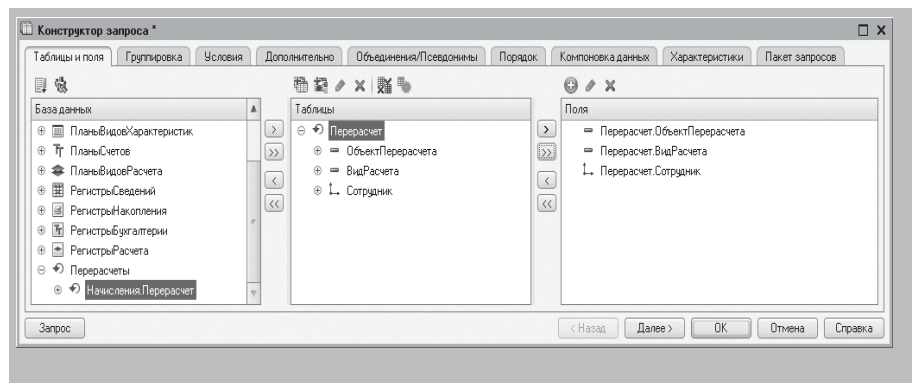 Конструктор запроса *
Таблицы и поля Группировка Условия Дополнительно Объединения/Псевдонимы Порядок Компоновка данных Характеристики Пакет запросов
База данных
ПланыВидовХарактеристик
ПланыСчетов
ПланыВидовРасчета
РегистрыСведений
РегистрыНакопления
РегистрыБухгалтерии
РегистрыРасчета
Перерасчеты
Начисления.Перерасчет
> >> < <<
Таблицы
Перерасчет
ОбъектПерерасчета
ВидРасчета
Сотрудник
> >> < <<
Поля
Перерасчет.ОбъектПерерасчета
Перерасчет.ВидРасчета
Перерасчет.Сотрудник
Запрос < Назад Далее > OK Отмена Справка